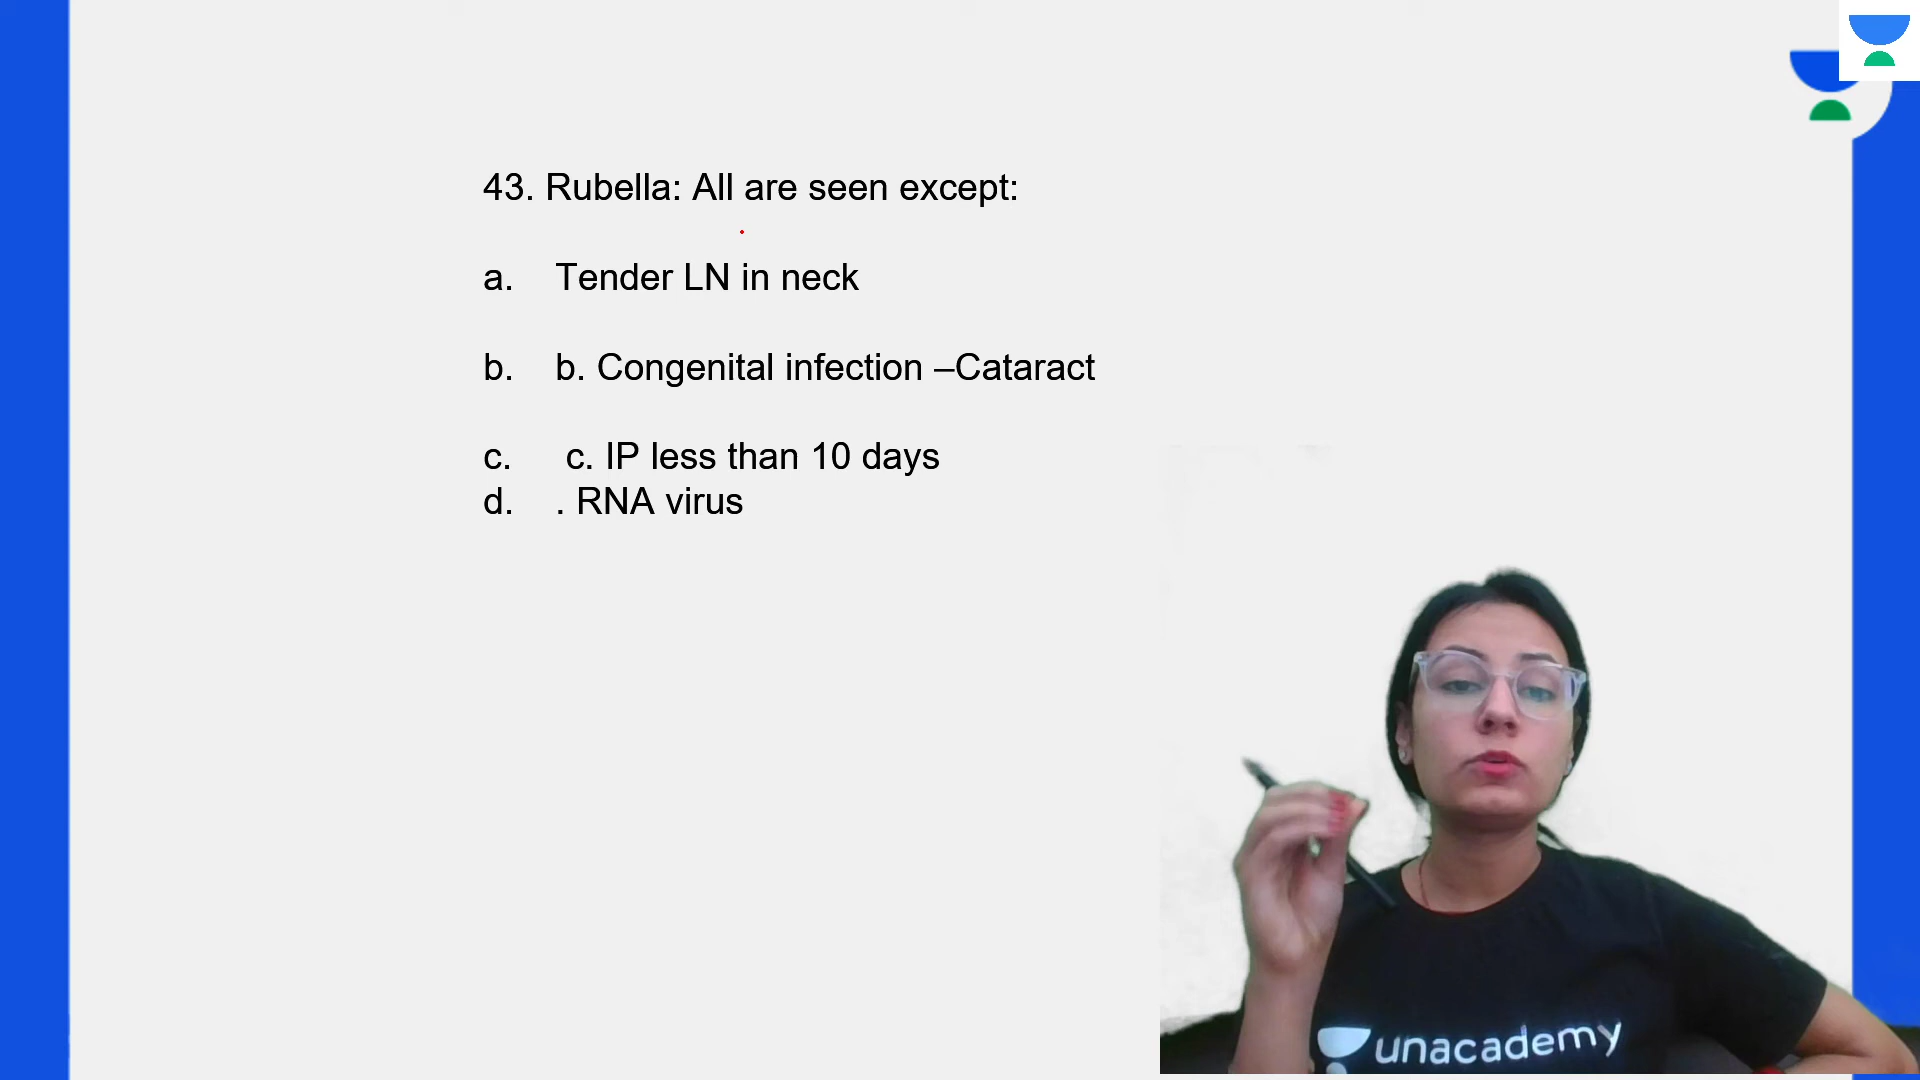 43. Rubella: All are seen except:
a. Tender LN in neck
b. b. Congenital infection –Cataract
c. c. IP less than 10 days
d. . RNA virus
unacademy